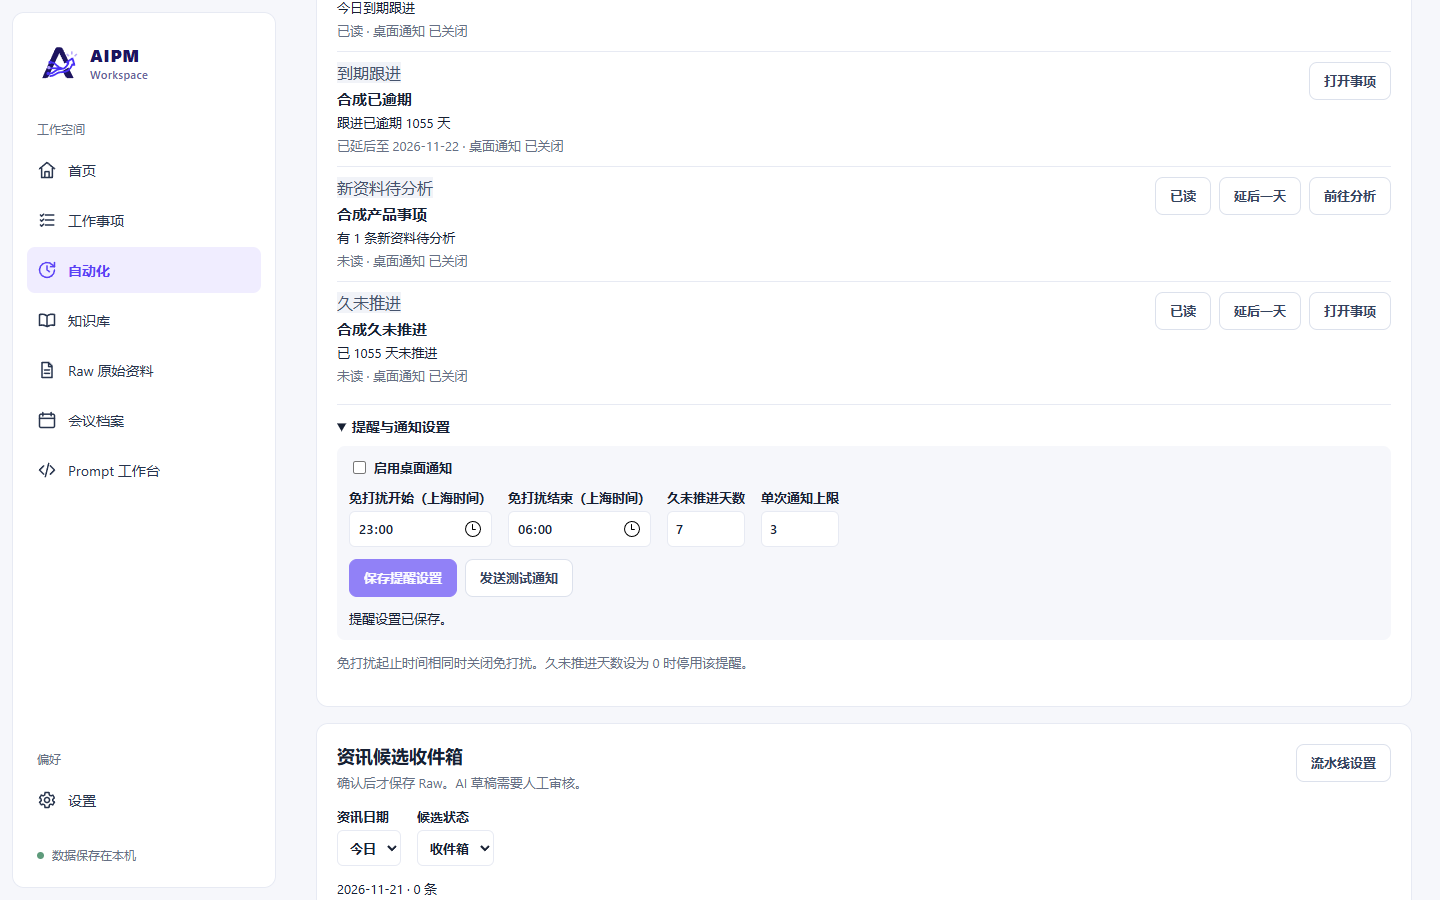 AIPM
Workspace
工作空间
首页
工作事项
自动化
知识库
Raw 原始资料
会议档案
Prompt 工作台
偏好
设置
数据保存在本机
今日到期跟进
已读 · 桌面通知 已关闭
到期跟进
打开事项
合成已逾期
跟进已逾期 1055 天
已延后至 2026-11-22 · 桌面通知 已关闭
新资料待分析
已读 延后一天 前往分析
合成产品事项
有 1 条新资料待分析
未读 · 桌面通知 已关闭
久未推进
已读 延后一天 打开事项
合成久未推进
已 1055 天未推进
未读 · 桌面通知 已关闭
▼ 提醒与通知设置
启用桌面通知
免打扰开始（上海时间） 免打扰结束（上海时间） 久未推进天数 单次通知上限
23:00 06:00 7 3
保存提醒设置 发送测试通知
提醒设置已保存。
免打扰起止时间相同时关闭免打扰。久未推进天数设为 0 时停用该提醒。
资讯候选收件箱
流水线设置
确认后才保存 Raw。AI 草稿需要人工审核。
资讯日期 候选状态
今日 收件箱
2026-11-21 · 0 条